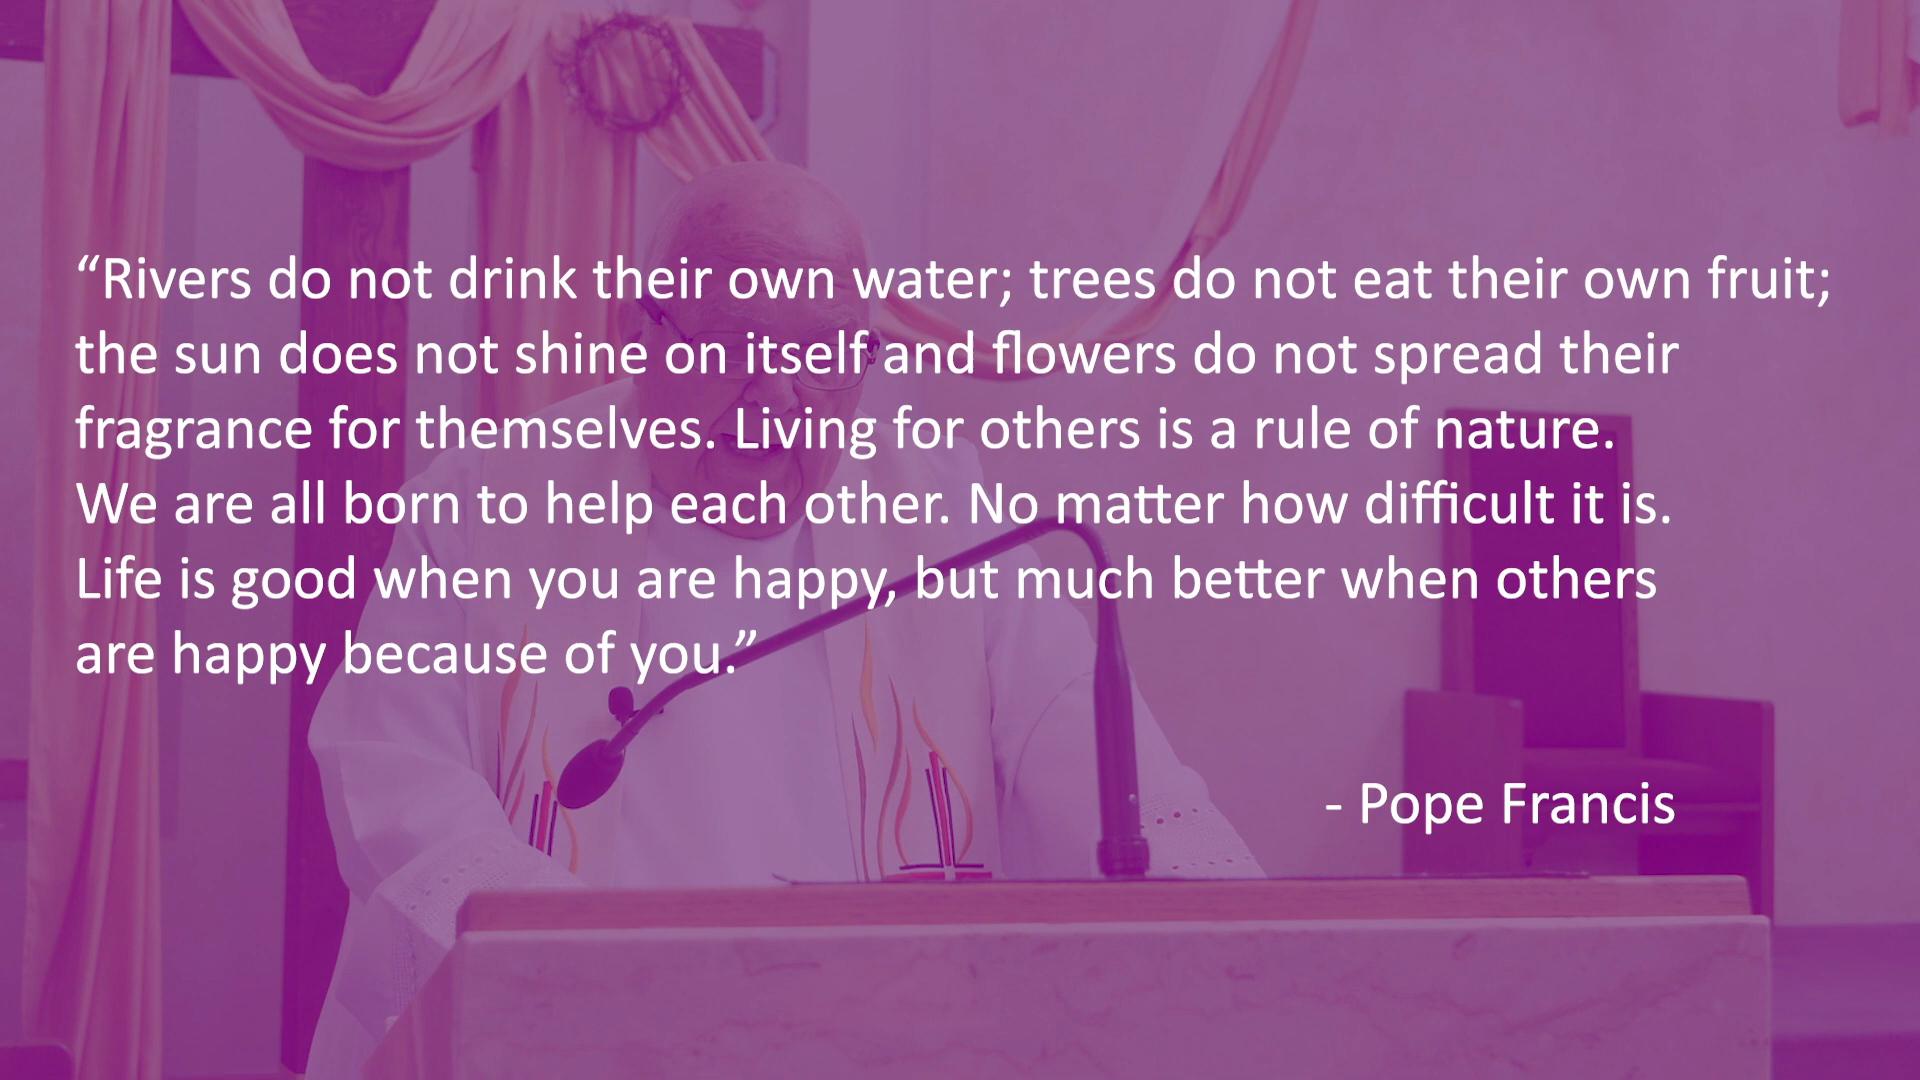 “Rivers do not drink their own water; trees do not eat their own fruit;
the sun does not shine on itself and flowers do not spread their
fragrance for themselves. Living for others is a rule of nature.
We are all born to help each other. No matter how difficult it is.
Life is good when you are happy, but much better when others
are happy because of you.”
- Pope Francis